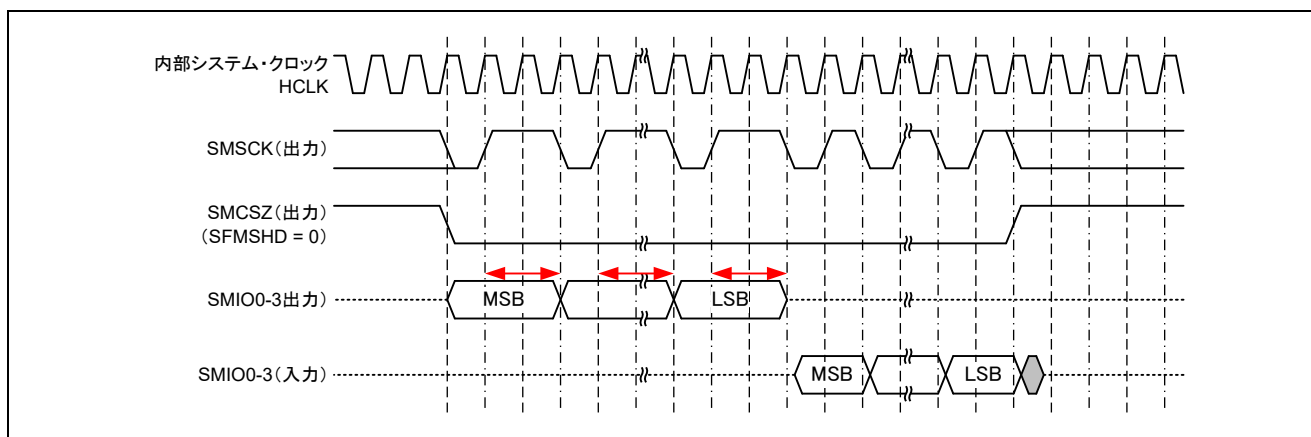 内部システム・クロック
HCLK
SMSCK(出力)
SMCSZ(出力)
(SFMSHD = 0)
SMIO0-3出力)
MSB
LSB
SMIO0-3(入力)
MSB
LSB